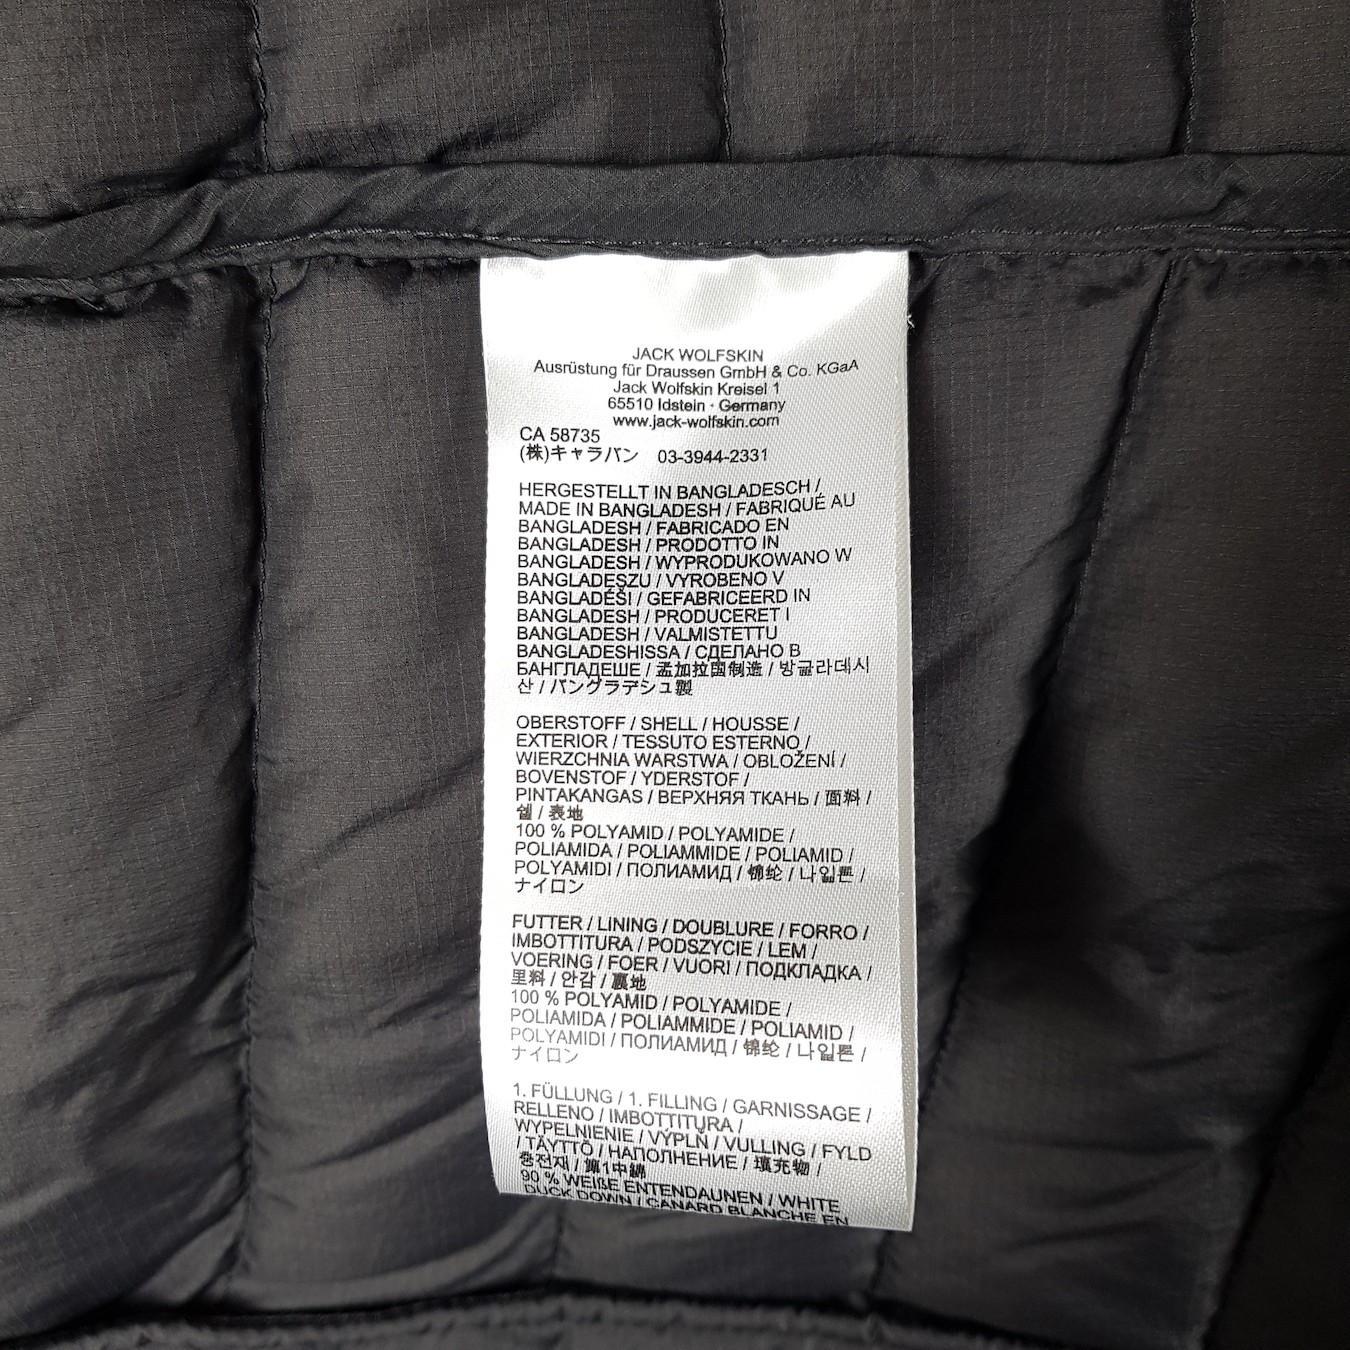 JACK WOLFSKIN
Ausrüstung für Draussen GmbH & Co. KGaA
Jack Wolfskin Kreisel 1
65510 Idstein · Germany
www.jack-wolfskin.com
CA 58735
(株)キャラバン 03-3944-2331
HERGESTELLT IN BANGLADESCH /
MADE IN BANGLADESH / FABRIQUÉ AU
BANGLADESH / FABRICADO EN
BANGLADESH / PRODOTTO IN
BANGLADESH / WYPRODUKOWANO W
BANGLADESZU / VYROBENO V
BANGLADÉŠI / GEFABRICEERD IN
BANGLADESH / PRODUCERET I
BANGLADESH / VALMISTETTU
BANGLADESHISSA / СДЕЛАНО В
БАНГЛАДЕШЕ / 孟加拉国制造 / 방글라데시
산 / バングラデシュ製
OBERSTOFF / SHELL / HOUSSE /
EXTERIOR / TESSUTO ESTERNO /
WIERZCHNIA WARSTWA / OBLOŽENÍ /
BOVENSTOF / YDERSTOF /
PINTAKANGAS / ВЕРХНЯЯ ТКАНЬ / 面料 /
쉘 / 表地
100 % POLYAMID / POLYAMIDE /
POLIAMIDA / POLIAMMIDE / POLIAMID /
POLYAMIDI / ПОЛИАМИД / 锦纶 / 나일론 /
ナイロン
FUTTER / LINING / DOUBLURE / FORRO /
IMBOTTITURA / PODSZYCIE / LEM /
VOERING / FOER / VUORI / ПОДКЛАДКА /
里料 / 안감 / 裏地
100 % POLYAMID / POLYAMIDE /
POLIAMIDA / POLIAMMIDE / POLIAMID /
POLYAMIDI / ПОЛИАМИД / 锦纶 / 나일론 /
ナイロン
1. FÜLLUNG / 1. FILLING / GARNISSAGE /
RELLENO / IMBOTTITURA /
WYPEŁNIENIE / VÝPLŇ / VULLING / FYLD
/ TÄYTTÖ / НАПОЛНЕНИЕ / 填充物 /
충전재 / 第1中綿
90 % WEIßE ENTENDAUNEN / WHITE
DUCK DOWN / CANARD BLANCHE EN